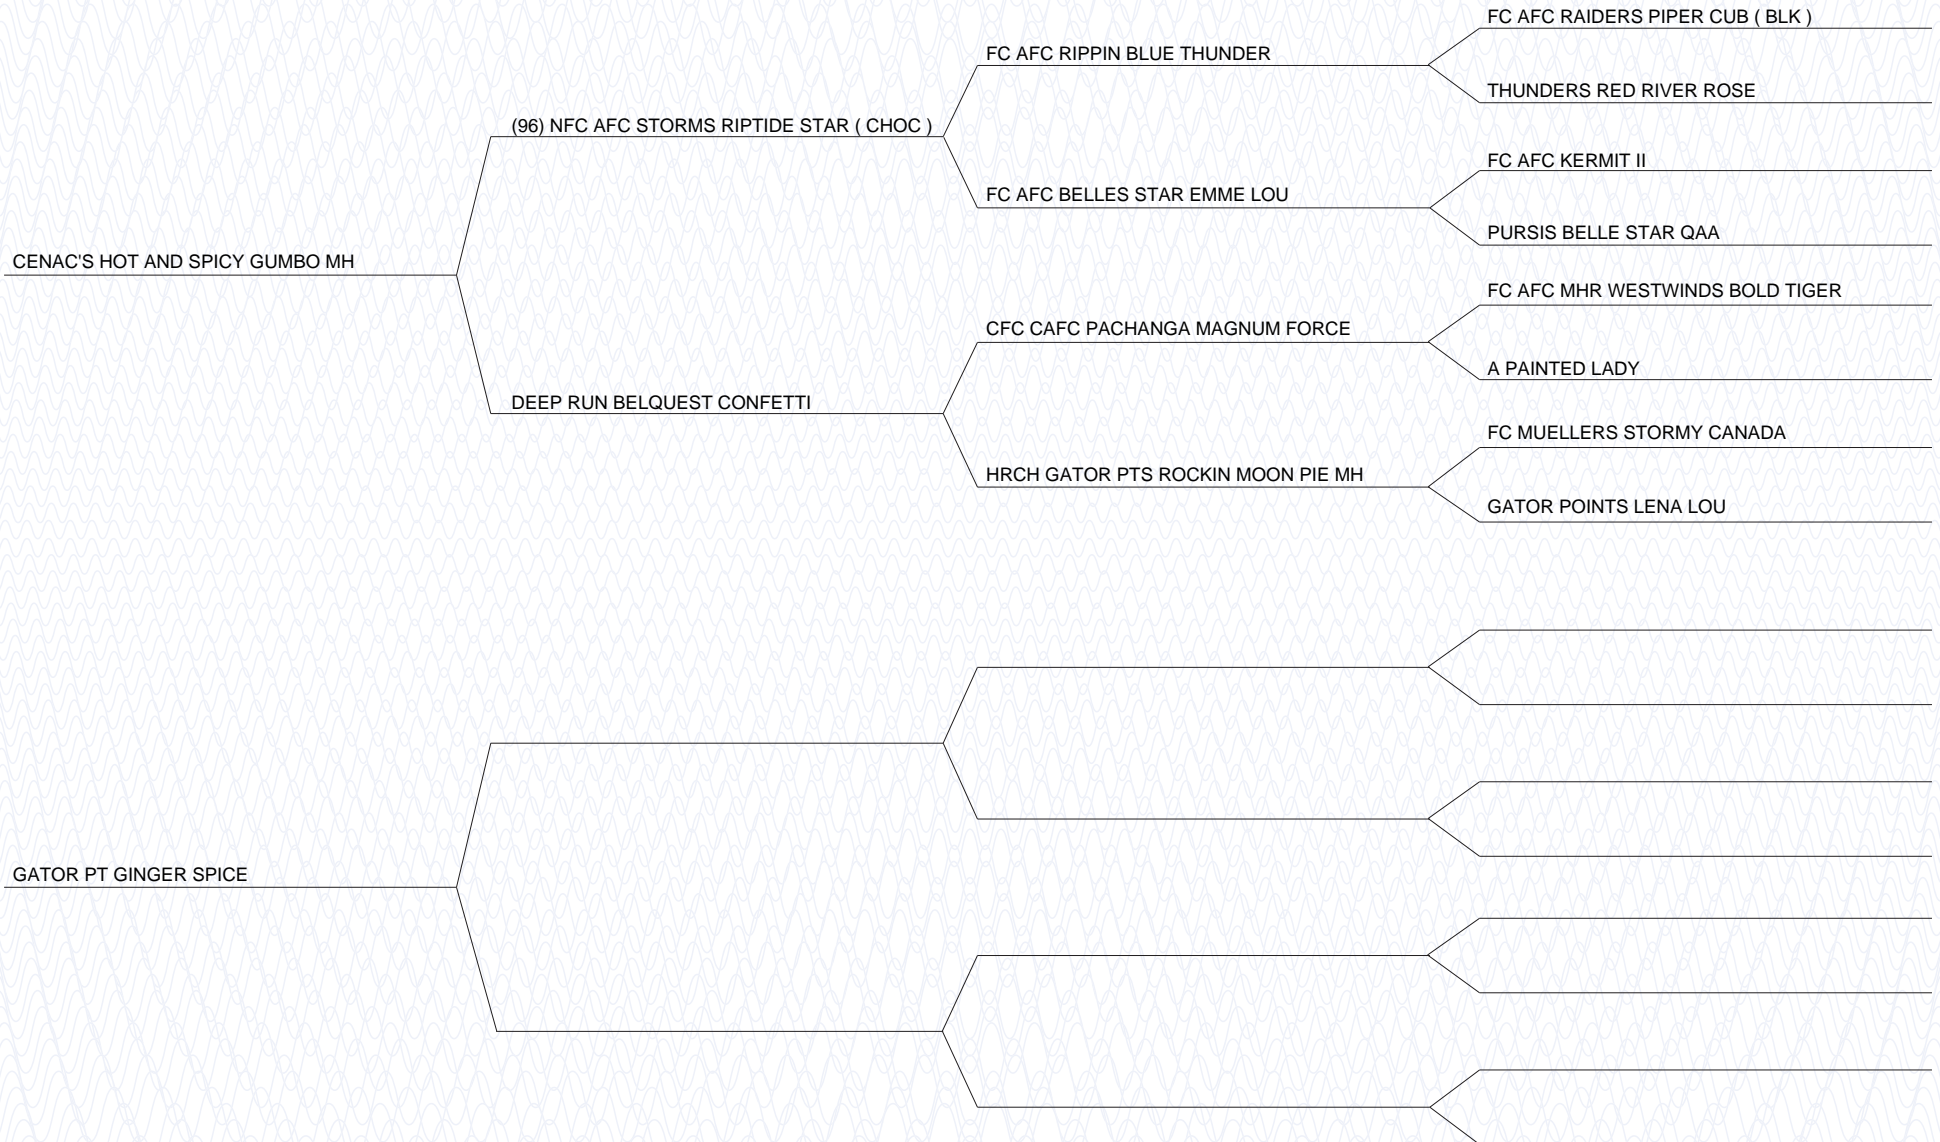 FC AFC RAIDERS PIPER CUB ( BLK )
FC AFC RIPPIN BLUE THUNDER
THUNDERS RED RIVER ROSE
(96) NFC AFC STORMS RIPTIDE STAR ( CHOC )
FC AFC KERMIT II
FC AFC BELLES STAR EMME LOU
PURSIS BELLE STAR QAA
CENAC'S HOT AND SPICY GUMBO MH
FC AFC MHR WESTWINDS BOLD TIGER
CFC CAFC PACHANGA MAGNUM FORCE
A PAINTED LADY
DEEP RUN BELQUEST CONFETTI
FC MUELLERS STORMY CANADA
HRCH GATOR PTS ROCKIN MOON PIE MH
GATOR POINTS LENA LOU
GATOR PT GINGER SPICE